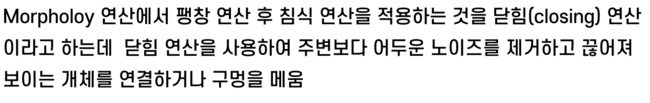 Morpholoy 연산에서 팽창 연산 후 침식 연산을 적용하는 것을 닫힘(closing) 연산
이라고 하는데  닫힘 연산을 사용하여 주변보다 어두운 노이즈를 제거하고 끊어져
보이는 개체를 연결하거나 구멍을 메움